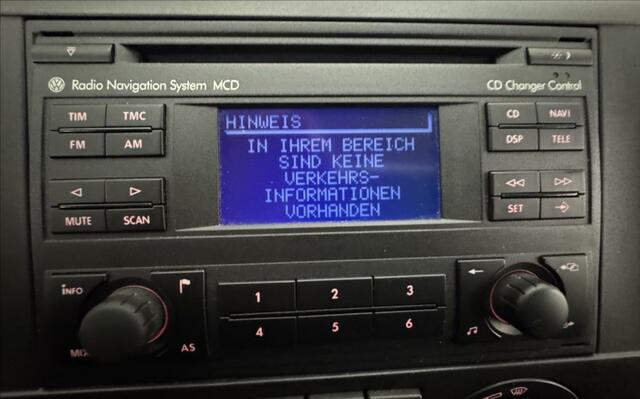 Radio Navigation System MCD
CD Changer Control
TIM TMC
FM AM
MUTE SCAN
HINWEIS
IN IHREM BEREICH
SIND KEINE
VERKEHRS-
INFORMATIONEN
VORHANDEN
CD NAVI
DSP TELE
SET
INFO
MIX
AS
1 2 3
4 5 6